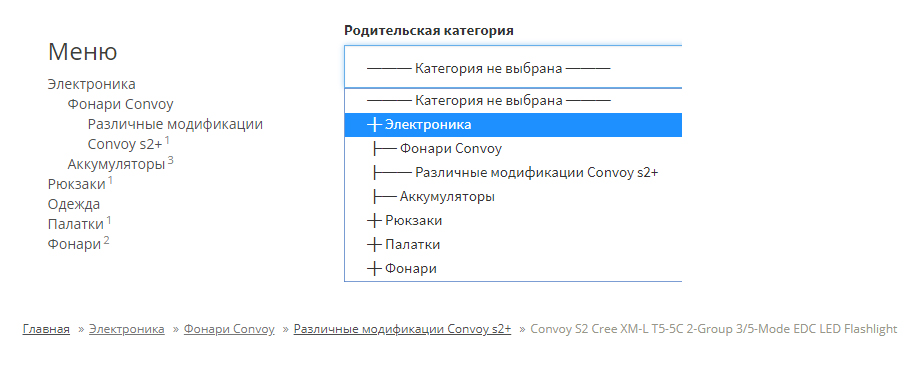 Меню
Электроника
Фонари Convoy
Различные модификации
Convoy s2+ 1
Аккумуляторы 3
Рюкзаки 1
Одежда
Палатки 1
Фонари 2
Родительская категория
——— Категория не выбрана ———
——— Категория не выбрана ———
┼ Электроника
├── Фонари Convoy
├─── Различные модификации Convoy s2+
├── Аккумуляторы
┼ Рюкзаки
┼ Палатки
┼ Фонари
Главная » Электроника » Фонари Convoy » Различные модификации Convoy s2+ » Convoy S2 Cree XM-L T5-5C 2-Group 3/5-Mode EDC LED Flashlight